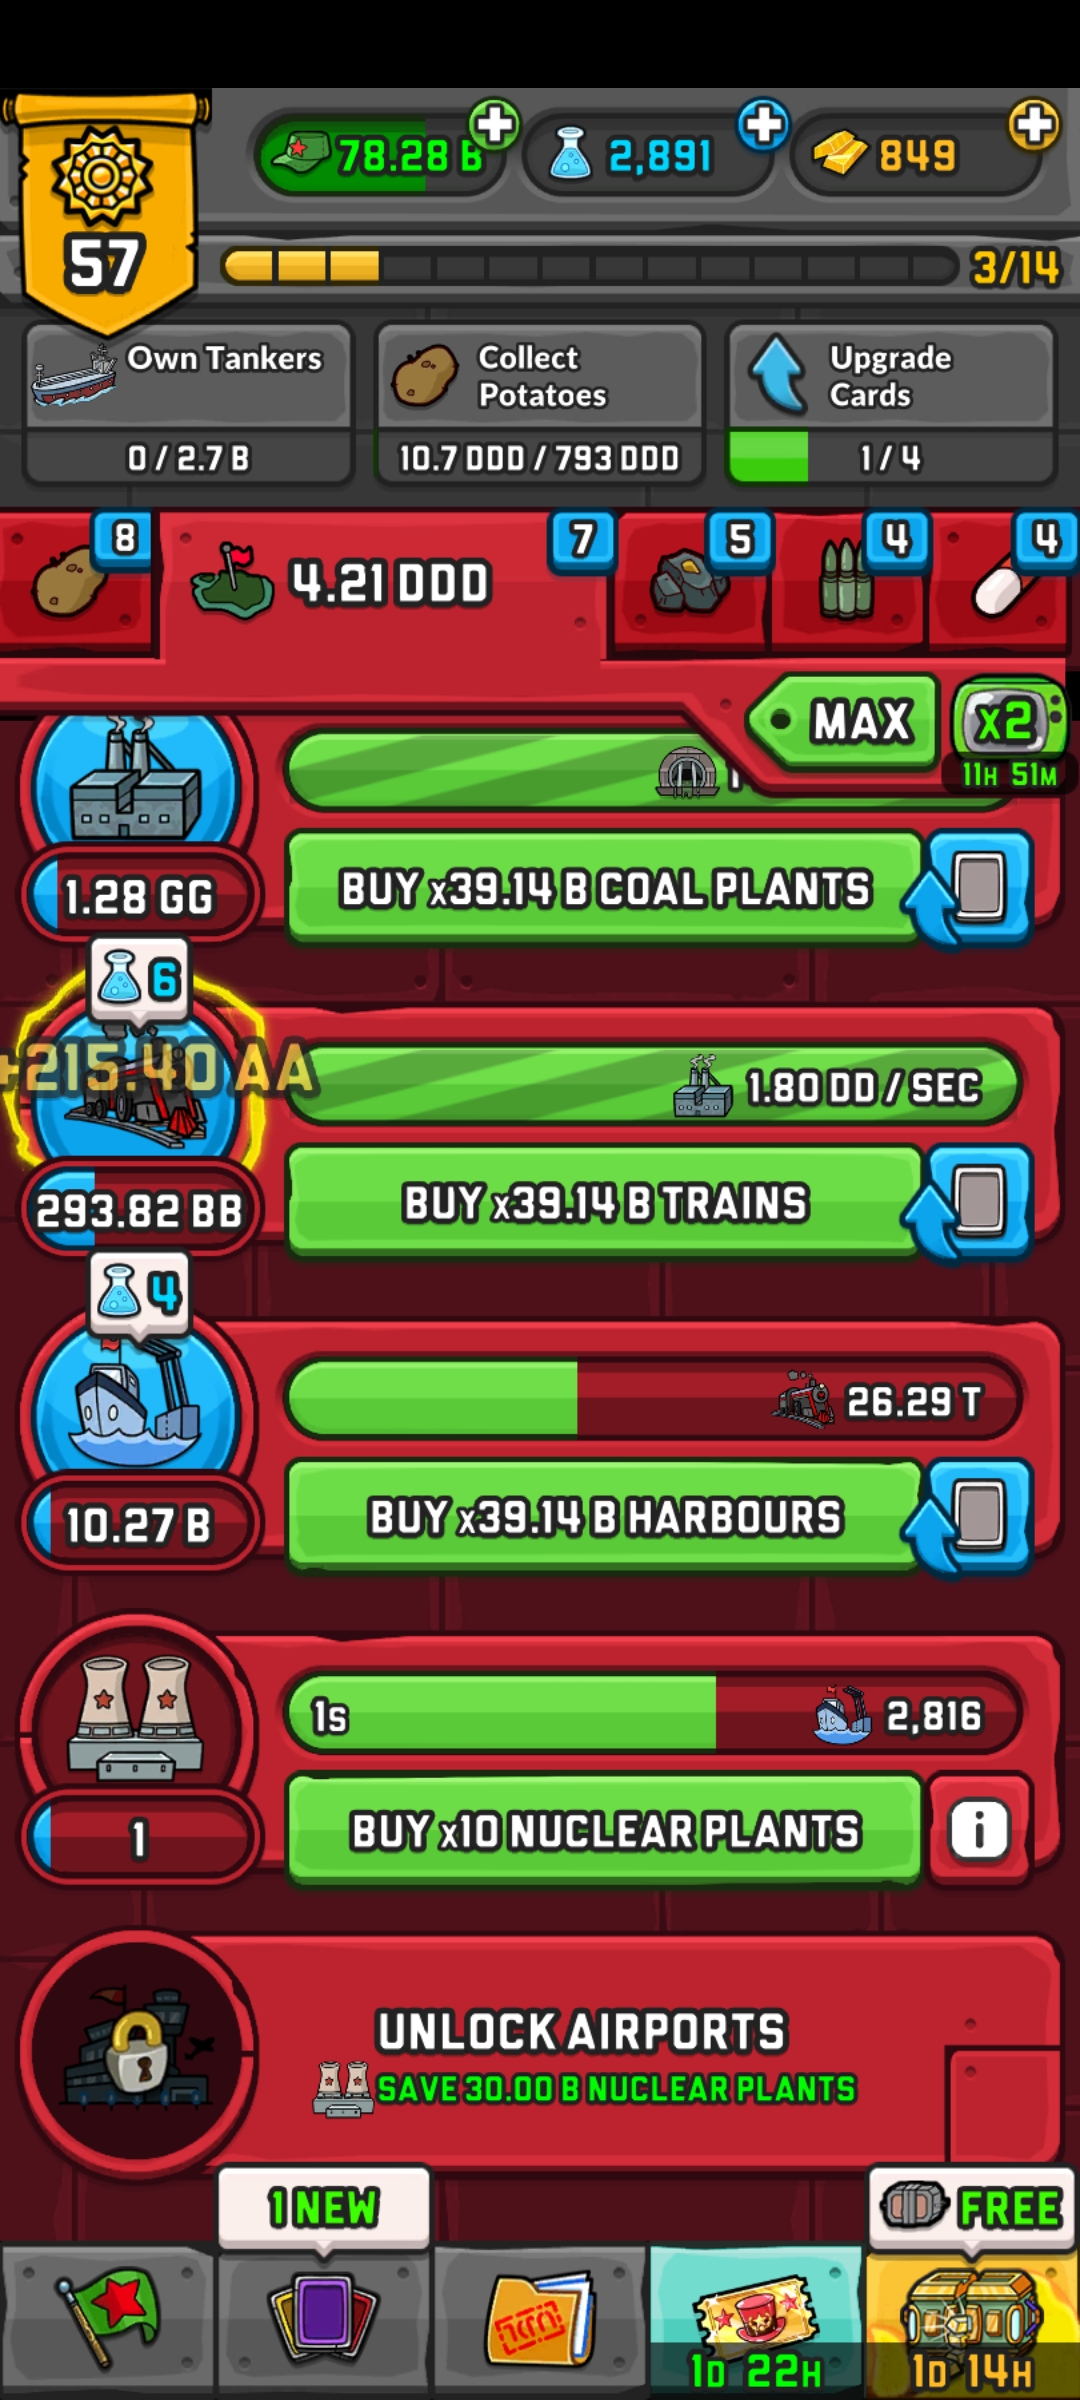 57
78.28 B
2,891
849
3/14
Own Tankers
0 / 2.7 B
Collect
Potatoes
10.7 DDD / 793 DDD
Upgrade
Cards
1 / 4
8
4.21 DDD
7
5
4
4
MAX
x2
11H 51M
1.28 GG
BUY x39.14 B COAL PLANTS
6
+215.40 AA
1.80 DD / SEC
293.82 BB
BUY x39.14 B TRAINS
4
26.29 T
10.27 B
BUY x39.14 B HARBOURS
1s
2,816
1
BUY x10 NUCLEAR PLANTS
i
UNLOCK AIRPORTS
SAVE 30.00 B NUCLEAR PLANTS
1 NEW
FREE
1D 22H
1D 14H